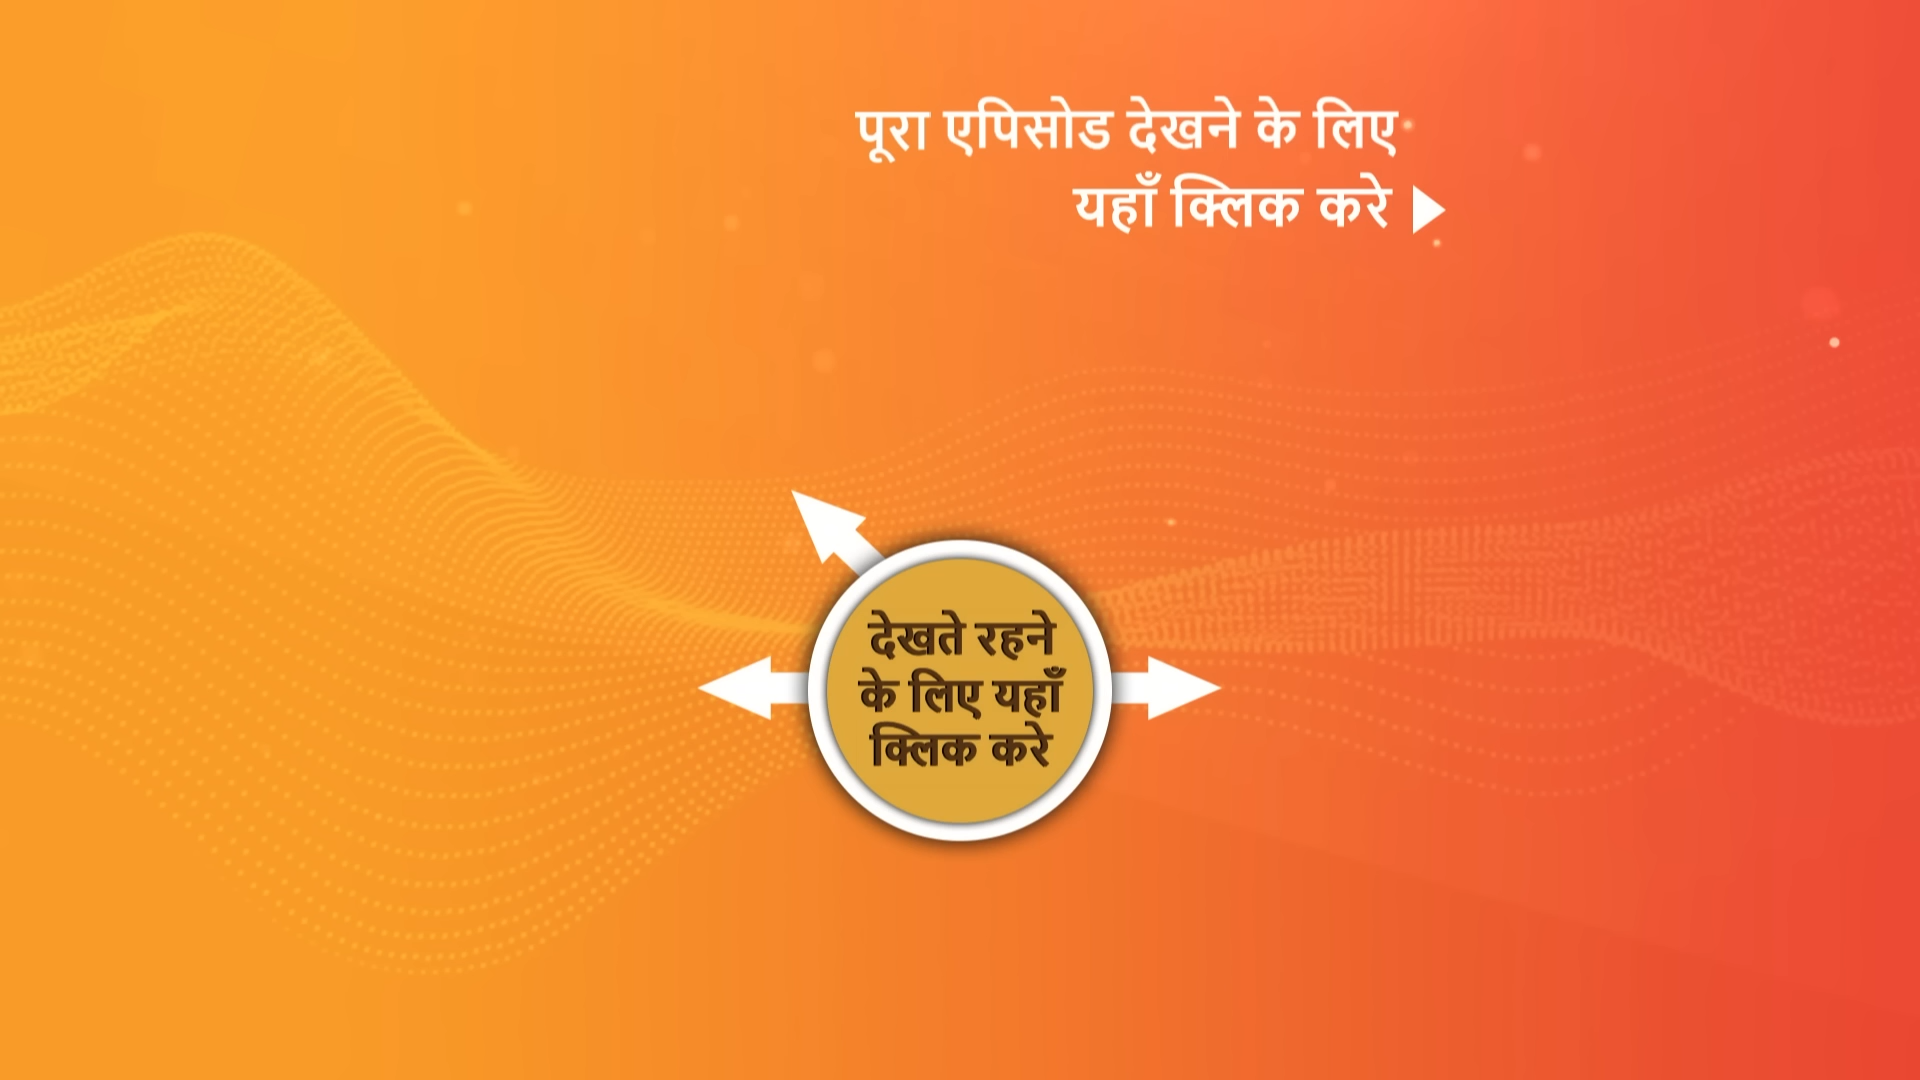 पूरा एपिसोड देखने के लिए
यहाँ क्लिक करे
देखते रहने
के लिए यहाँ
क्लिक करे